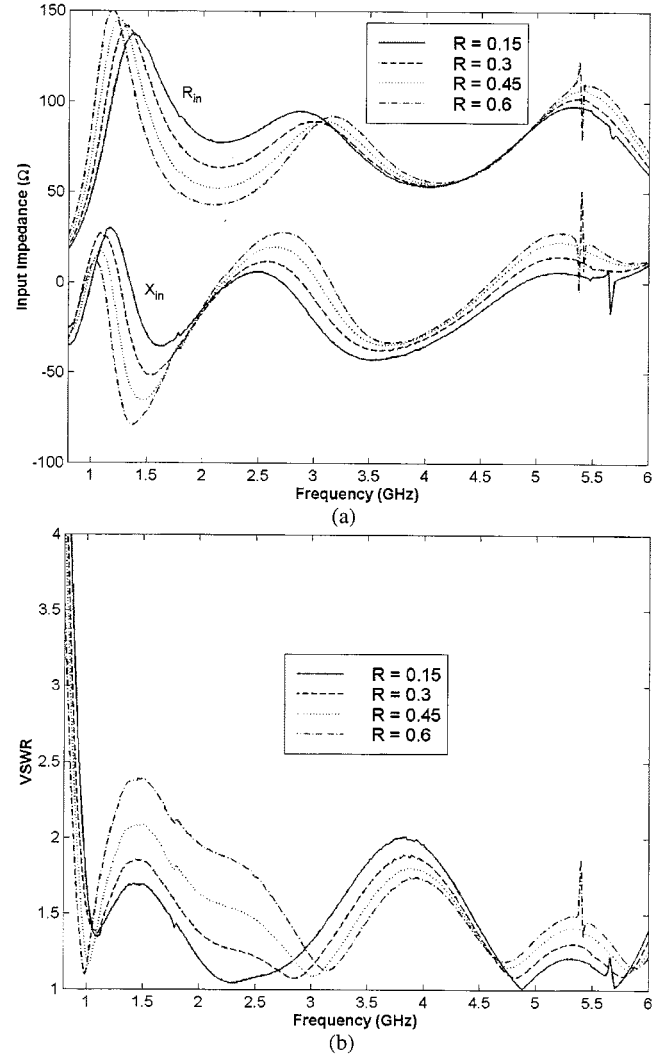 150
100
50
0
-50
-100
Input Impedance (Ω)
R = 0.15
R = 0.3
R = 0.45
R = 0.6
Rin
Xin
1 1.5 2 2.5 3 3.5 4 4.5 5 5.5 6
Frequency (GHz)
(a)
4
3.5
3
2.5
2
1.5
1
VSWR
R = 0.15
R = 0.3
R = 0.45
R = 0.6
1 1.5 2 2.5 3 3.5 4 4.5 5 5.5 6
Frequency (GHz)
(b)